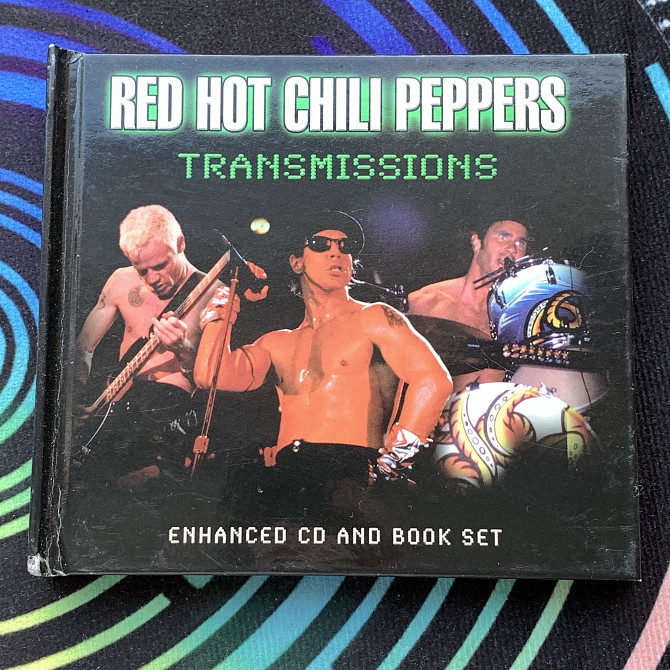 RED HOT CHILI PEPPERS
TRANSMISSIONS
ENHANCED CD AND BOOK SET